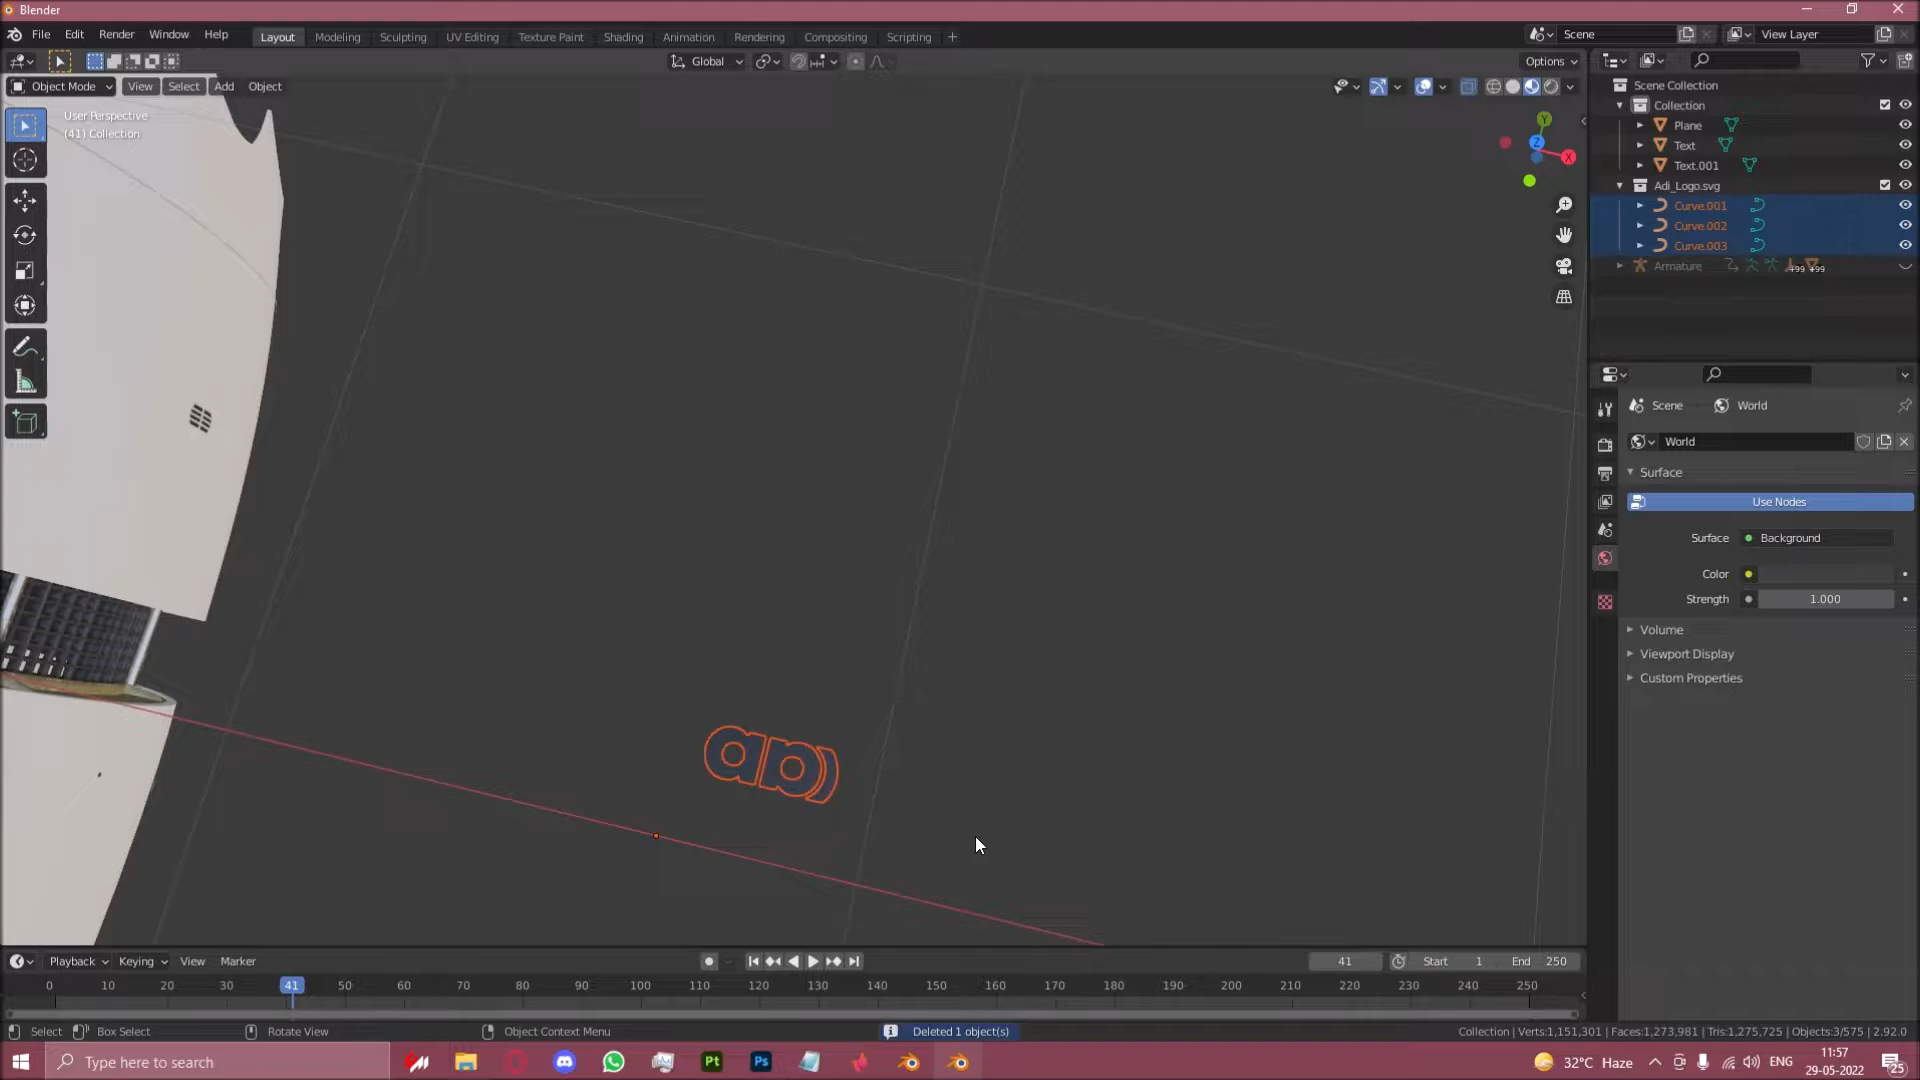 Blender
File Edit Render Window Help
Layout Modeling Sculpting UV Editing Texture Paint Shading Animation Rendering Compositing Scripting +
Scene
View Layer
Global
Options
Object Mode View Select Add Object
User Perspective
(41) Collection
Y
Z
X
Scene Collection
Collection
Plane
Text
Text.001
Adi_Logo.svg
Curve.001
Curve.002
Curve.003
Armature
+99 +99
Scene World
World
Surface
Use Nodes
Surface Background
Color
Strength 1.000
Volume
Viewport Display
Custom Properties
Playback Keying View Marker
41 Start 1 End 250
0 10 20 30 41 50 60 70 80 90 100 110 120 130 140 150 160 170 180 190 200 210 220 230 240 250
Select Box Select Rotate View Object Context Menu
Deleted 1 object(s)
Collection | Verts:1,151,301 | Faces:1,273,981 | Tris:1,275,725 | Objects:3/575 | 2.92.0
Type here to search
Pt
Ps
32°C Haze
ENG
11:57
29-05-2022
25